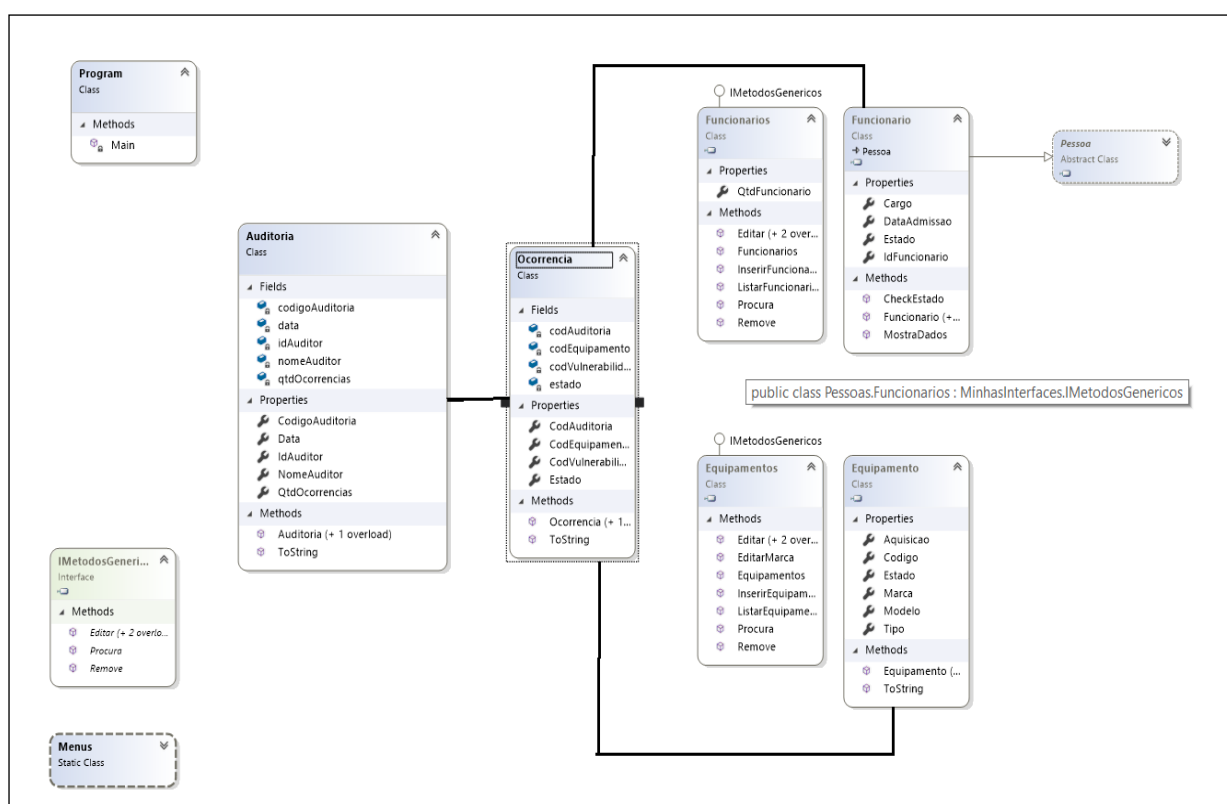 Program
Class
Methods
Main
Auditoria
Class
Fields
codigoAuditoria
data
idAuditor
nomeAuditor
qtdOcorrencias
Properties
CodigoAuditoria
Data
IdAuditor
NomeAuditor
QtdOcorrencias
Methods
Auditoria (+ 1 overload)
ToString
IMetodosGeneri...
Interface
Methods
Editar (+ 2 overlo...
Procura
Remove
Menus
Static Class
Ocorrencia
Class
Fields
codAuditoria
codEquipamento
codVulnerabilid...
estado
Properties
CodAuditoria
CodEquipamen...
CodVulnerabili...
Estado
Methods
Ocorrencia (+ 1...
ToString
IMetodosGenericos
Funcionarios
Class
Properties
QtdFuncionario
Methods
Editar (+ 2 over...
Funcionarios
InserirFunciona...
ListarFuncionari...
Procura
Remove
Funcionario
Class
Pessoa
Properties
Cargo
DataAdmissao
Estado
IdFuncionario
Methods
CheckEstado
Funcionario (+...
MostraDados
Pessoa
Abstract Class
public class Pessoas.Funcionarios : MinhasInterfaces.IMetodosGenericos
IMetodosGenericos
Equipamentos
Class
Methods
Editar (+ 2 over...
EditarMarca
Equipamentos
InserirEquipam...
ListarEquipame...
Procura
Remove
Equipamento
Class
Properties
Aquisicao
Codigo
Estado
Marca
Modelo
Tipo
Methods
Equipamento (...
ToString